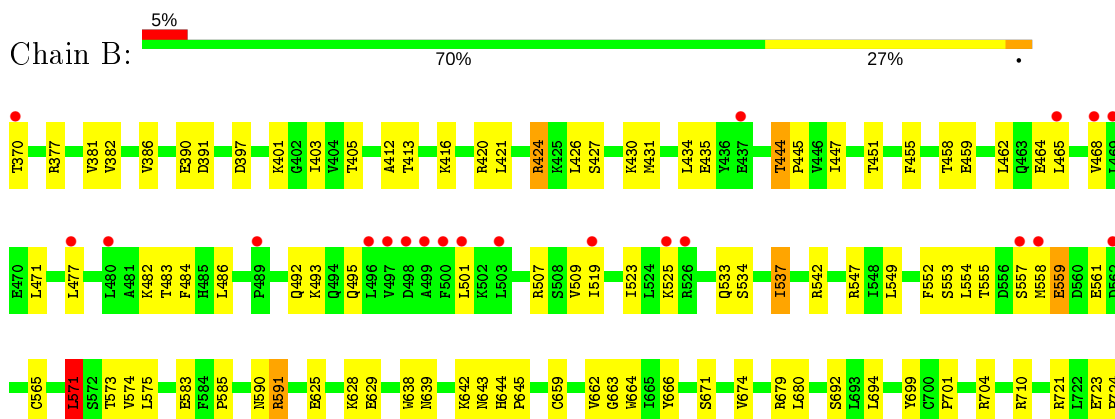 5%
Chain B:
70% 27% •
T370 R377 V381 V382 V386 E390 D391 D397 K401 G402 I403 V404 T405 A412 T413 K416 R420 L421 R424 K425 L426 S427 K430 M431 L434 E435 Y436 E437 T444 P445 V446 I447 T451 F455 T458 E459 L462 Q463 E464 L465 V468 L469
E470 L471 L477 L480 A481 K482 T483 F484 H485 L486 P489 Q492 K493 Q494 Q495 L496 V497 D498 A499 F500 L501 K502 L503 R507 S508 V509 I519 I523 L524 K525 R526 Q533 S534 I537 R542 R547 I548 L549 F552 S553 L554 T555 D556 S557 M558 E559 D560 E561 D562
C565 L571 S572 T573 V574 L575 E583 F584 P585 N590 R591 E625 K628 E629 W638 N639 K642 N643 H644 P645 C659 V662 G663 W664 I665 Y666 S671 V674 R679 L680 S692 L693 L694 Y699 C700 P701 R704 R710 R721 L722 E723